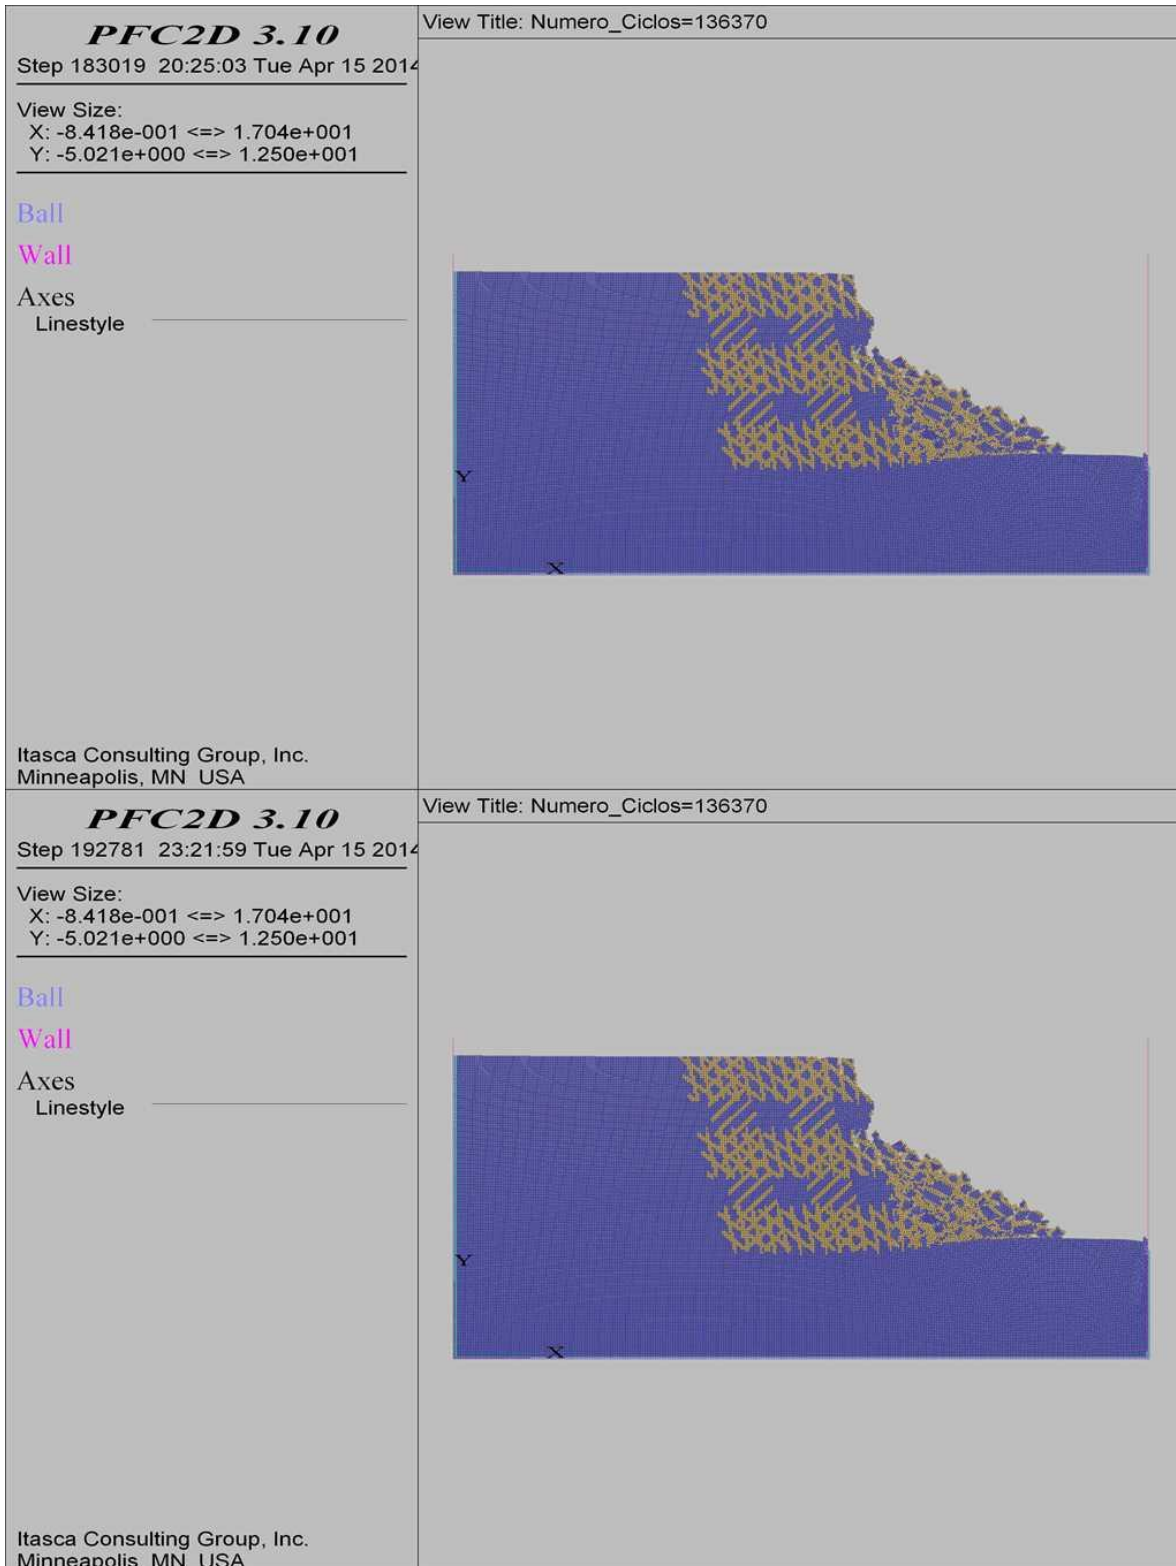 PFC2D 3.10
Step 183019  20:25:03 Tue Apr 15 2014
View Size:
X: -8.418e-001 <=> 1.704e+001
Y: -5.021e+000 <=> 1.250e+001
Ball
Wall
Axes
Linestyle
Itasca Consulting Group, Inc.
Minneapolis, MN  USA
View Title: Numero_Ciclos=136370
Y
X
PFC2D 3.10
Step 192781  23:21:59 Tue Apr 15 2014
View Size:
X: -8.418e-001 <=> 1.704e+001
Y: -5.021e+000 <=> 1.250e+001
Ball
Wall
Axes
Linestyle
Itasca Consulting Group, Inc.
Minneapolis, MN  USA
View Title: Numero_Ciclos=136370
Y
X